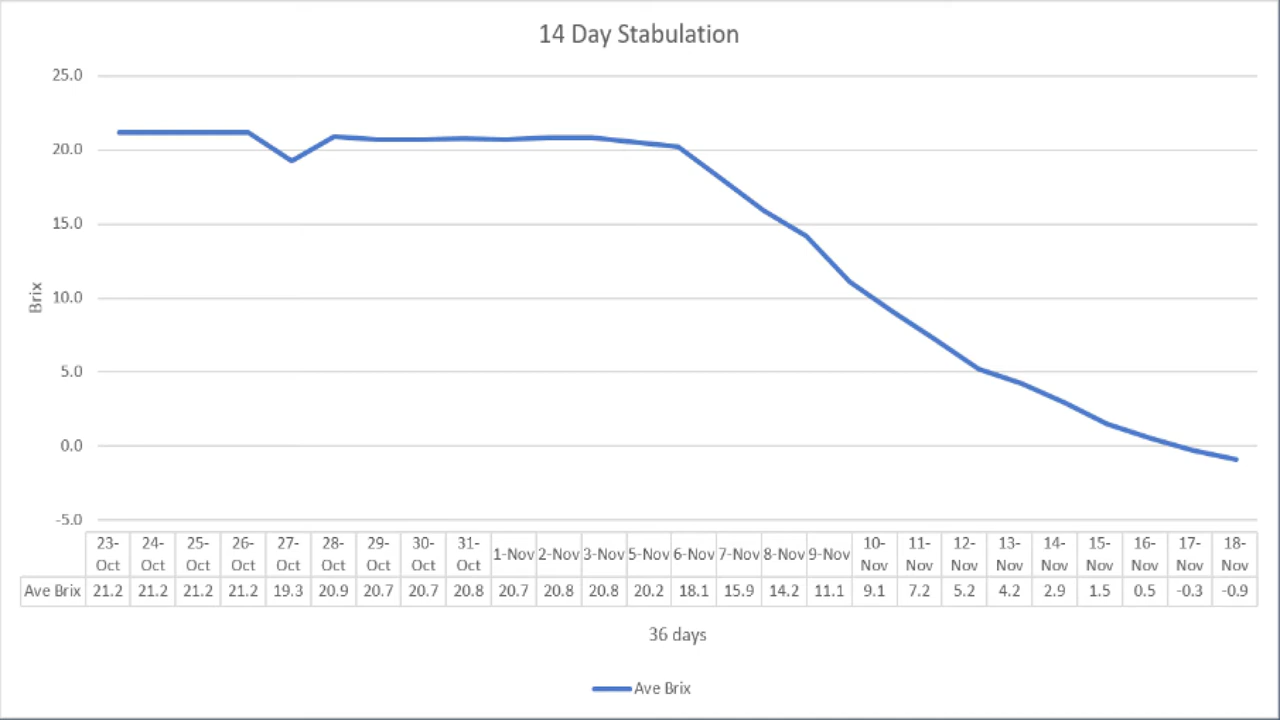 14 Day Stabulation
25.0
20.0
15.0
10.0
5.0
0.0
-5.0
Brix
23-Oct 24-Oct 25-Oct 26-Oct 27-Oct 28-Oct 29-Oct 30-Oct 31-Oct 1-Nov 2-Nov 3-Nov 5-Nov 6-Nov 7-Nov 8-Nov 9-Nov 10-Nov 11-Nov 12-Nov 13-Nov 14-Nov 15-Nov 16-Nov 17-Nov 18-Nov
Ave Brix 21.2 21.2 21.2 21.2 19.3 20.9 20.7 20.7 20.8 20.7 20.8 20.8 20.2 18.1 15.9 14.2 11.1 9.1 7.2 5.2 4.2 2.9 1.5 0.5 -0.3 -0.9
36 days
Ave Brix